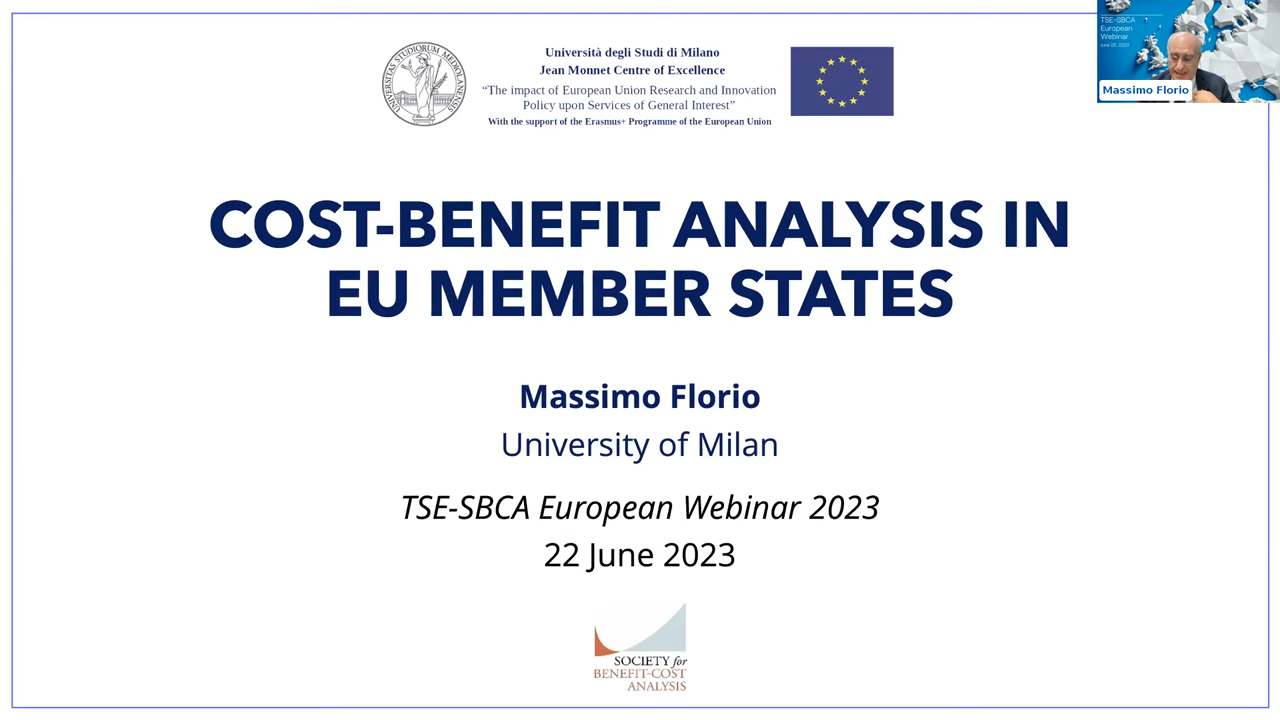 Università degli Studi di Milano
Jean Monnet Centre of Excellence
“The impact of European Union Research and Innovation
Policy upon Services of General Interest”
With the support of the Erasmus+ Programme of the European Union
TSE-SBCA
European
Webinar
June 22, 2023
Massimo Florio
COST-BENEFIT ANALYSIS IN
EU MEMBER STATES
Massimo Florio
University of Milan
TSE-SBCA European Webinar 2023
22 June 2023
SOCIETY for
BENEFIT-COST
ANALYSIS